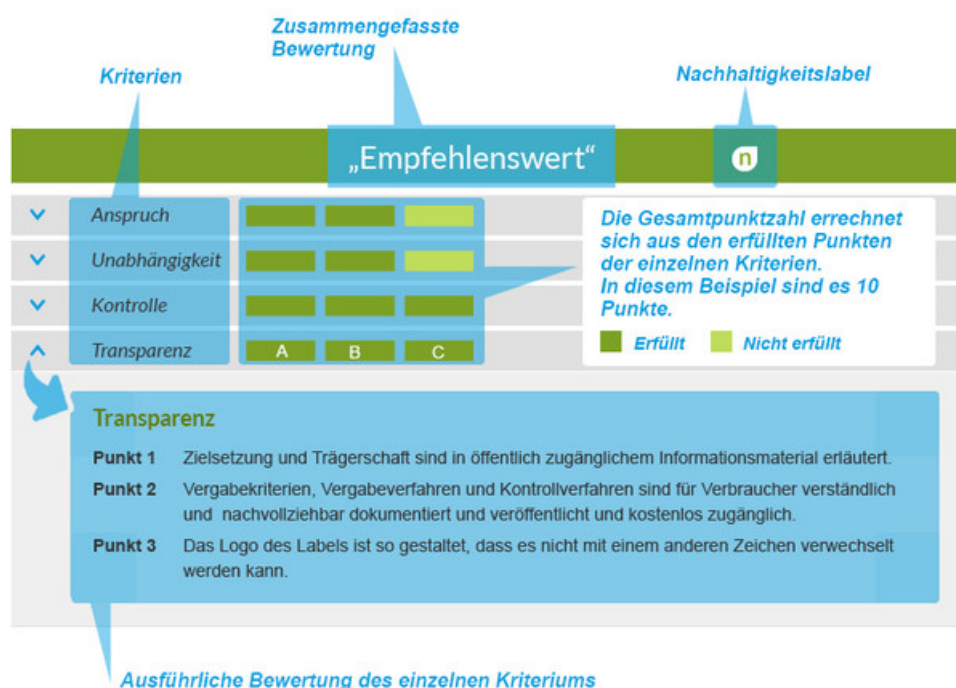 Zusammengefasste
Bewertung
Kriterien
Nachhaltigkeitslabel
„Empfehlenswert“
n
Anspruch
Unabhängigkeit
Kontrolle
Transparenz
A B C
Die Gesamtpunktzahl errechnet
sich aus den erfüllten Punkten
der einzelnen Kriterien.
In diesem Beispiel sind es 10
Punkte.
Erfüllt Nicht erfüllt
Transparenz
Punkt 1 Zielsetzung und Trägerschaft sind in öffentlich zugänglichem Informationsmaterial erläutert.
Punkt 2 Vergabekriterien, Vergabeverfahren und Kontrollverfahren sind für Verbraucher verständlich
und nachvollziehbar dokumentiert und veröffentlicht und kostenlos zugänglich.
Punkt 3 Das Logo des Labels ist so gestaltet, dass es nicht mit einem anderen Zeichen verwechselt
werden kann.
Ausführliche Bewertung des einzelnen Kriteriums